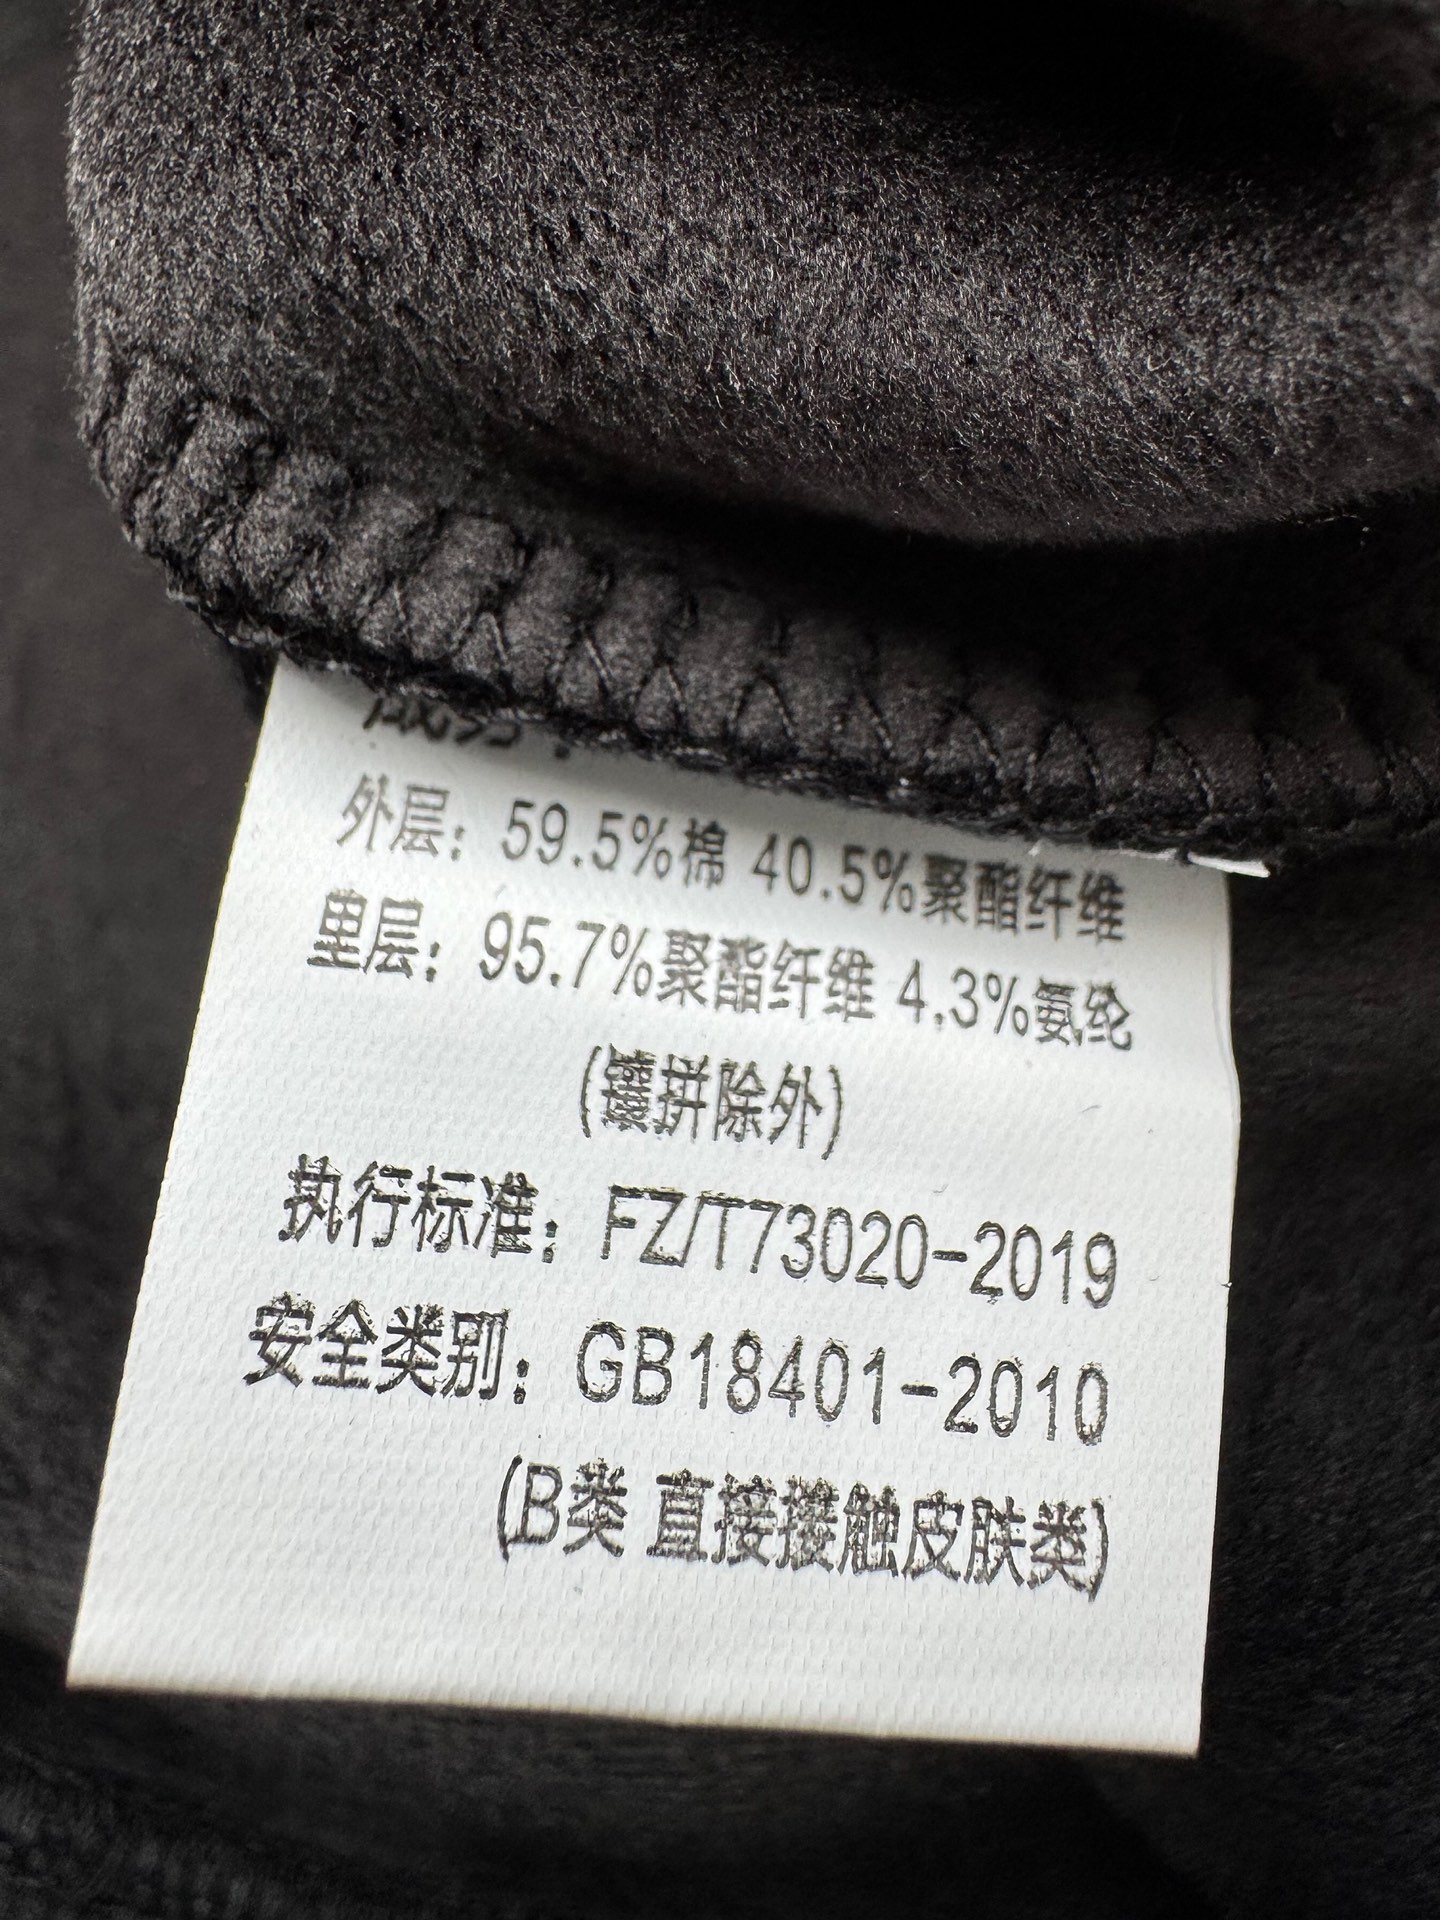 成分：
外层：59.5%棉 40.5%聚酯纤维
里层：95.7%聚酯纤维 4.3%氨纶
(镶拼除外)
执行标准：FZ/T73020-2019
安全类别：GB18401-2010
(B类 直接接触皮肤类)